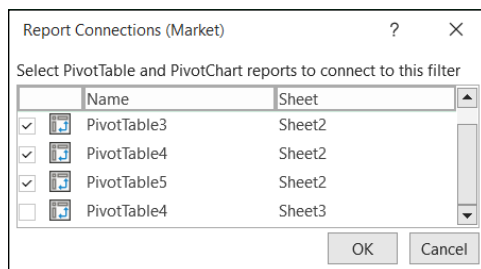 Report Connections (Market) ?
Select PivotTable and PivotChart reports to connect to this filter
Name Sheet
PivotTable3 Sheet2
PivotTable4 Sheet2
PivotTable5 Sheet2
PivotTable4 Sheet3
OK Cancel